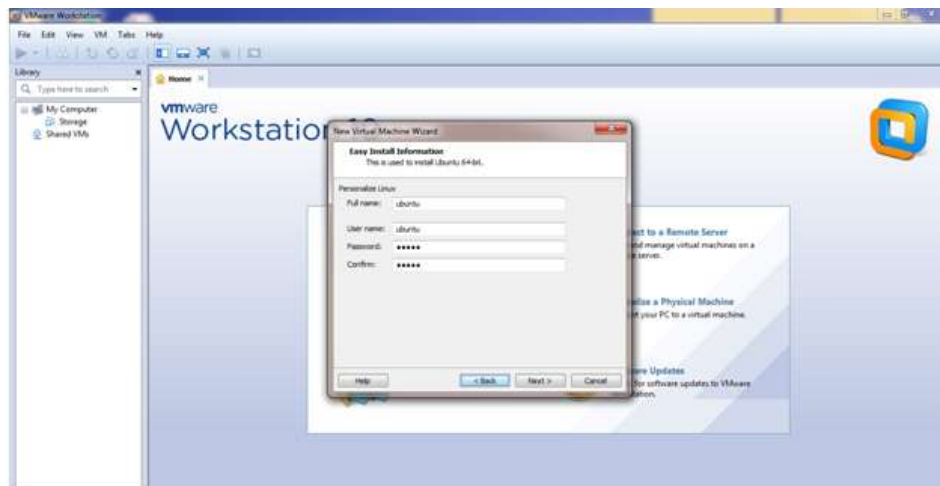 VMware Workstation
File Edit View VM Tabs Help
Library
Type here to search
My Computer
Storage
Shared VMs
Home
vmware
Workstation
New Virtual Machine Wizard
Easy Install Information
This is used to install Ubuntu 64-bit.
Personalize Linux
Full name: ubuntu
User name: ubuntu
Password: •••••
Confirm: •••••
Help < Back Next > Cancel
to a Remote Server
and manage virtual machines on a
server.
a Physical Machine
your PC to a virtual machine.
Updates
for software updates to VMware